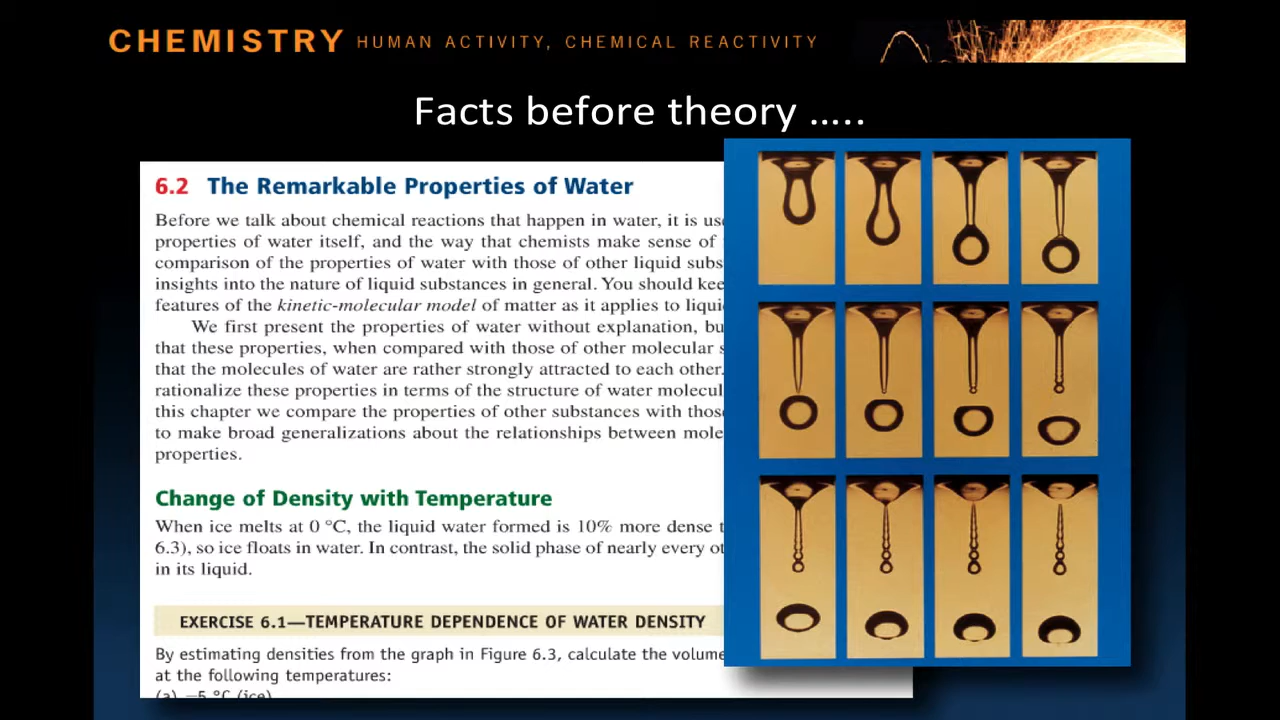 CHEMISTRY HUMAN ACTIVITY, CHEMICAL REACTIVITY
Facts before theory …..
6.2 The Remarkable Properties of Water
Before we talk about chemical reactions that happen in water, it is
properties of water itself, and the way that chemists make sense of
comparison of the properties of water with those of other liquid
insights into the nature of liquid substances in general. You should
features of the kinetic-molecular model of matter as it applies to
We first present the properties of water without explanation,
that these properties, when compared with those of other molecular
that the molecules of water are rather strongly attracted to each other.
rationalize these properties in terms of the structure of water
this chapter we compare the properties of other substances with
to make broad generalizations about the relationships between
properties.
Change of Density with Temperature
When ice melts at 0 °C, the liquid water formed is 10% more dense
6.3), so ice floats in water. In contrast, the solid phase of nearly every
in its liquid.
EXERCISE 6.1—TEMPERATURE DEPENDENCE OF WATER DENSITY
By estimating densities from the graph in Figure 6.3, calculate the
at the following temperatures:
(a) −5 °C (ice)